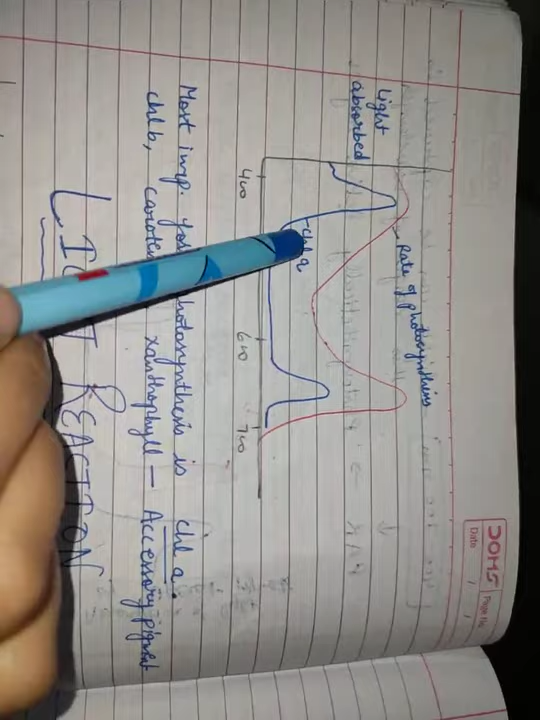 DOMS
Page No.
Date / /
Rate of photosynthesis
Light
absorbed
chl a
400 600 700
Most imp. for photosynthesis is chl a.
chl b, xanthophyll – Accessory pigment
LIGHT REACTION